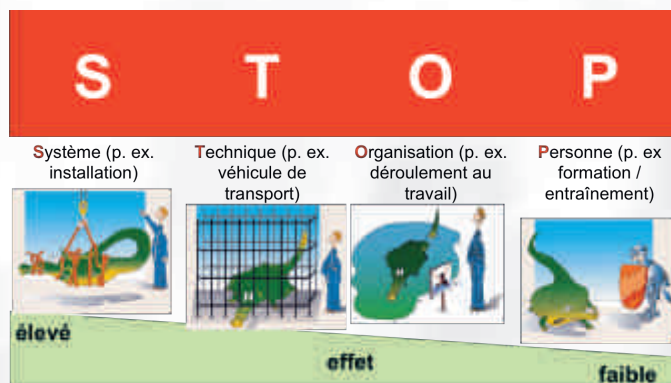 S T O P
Système (p. ex.
installation)
Technique (p. ex.
véhicule de
transport)
Organisation (p. ex.
déroulement au
travail)
Personne (p. ex
formation /
entraînement)
élevé
effet
faible